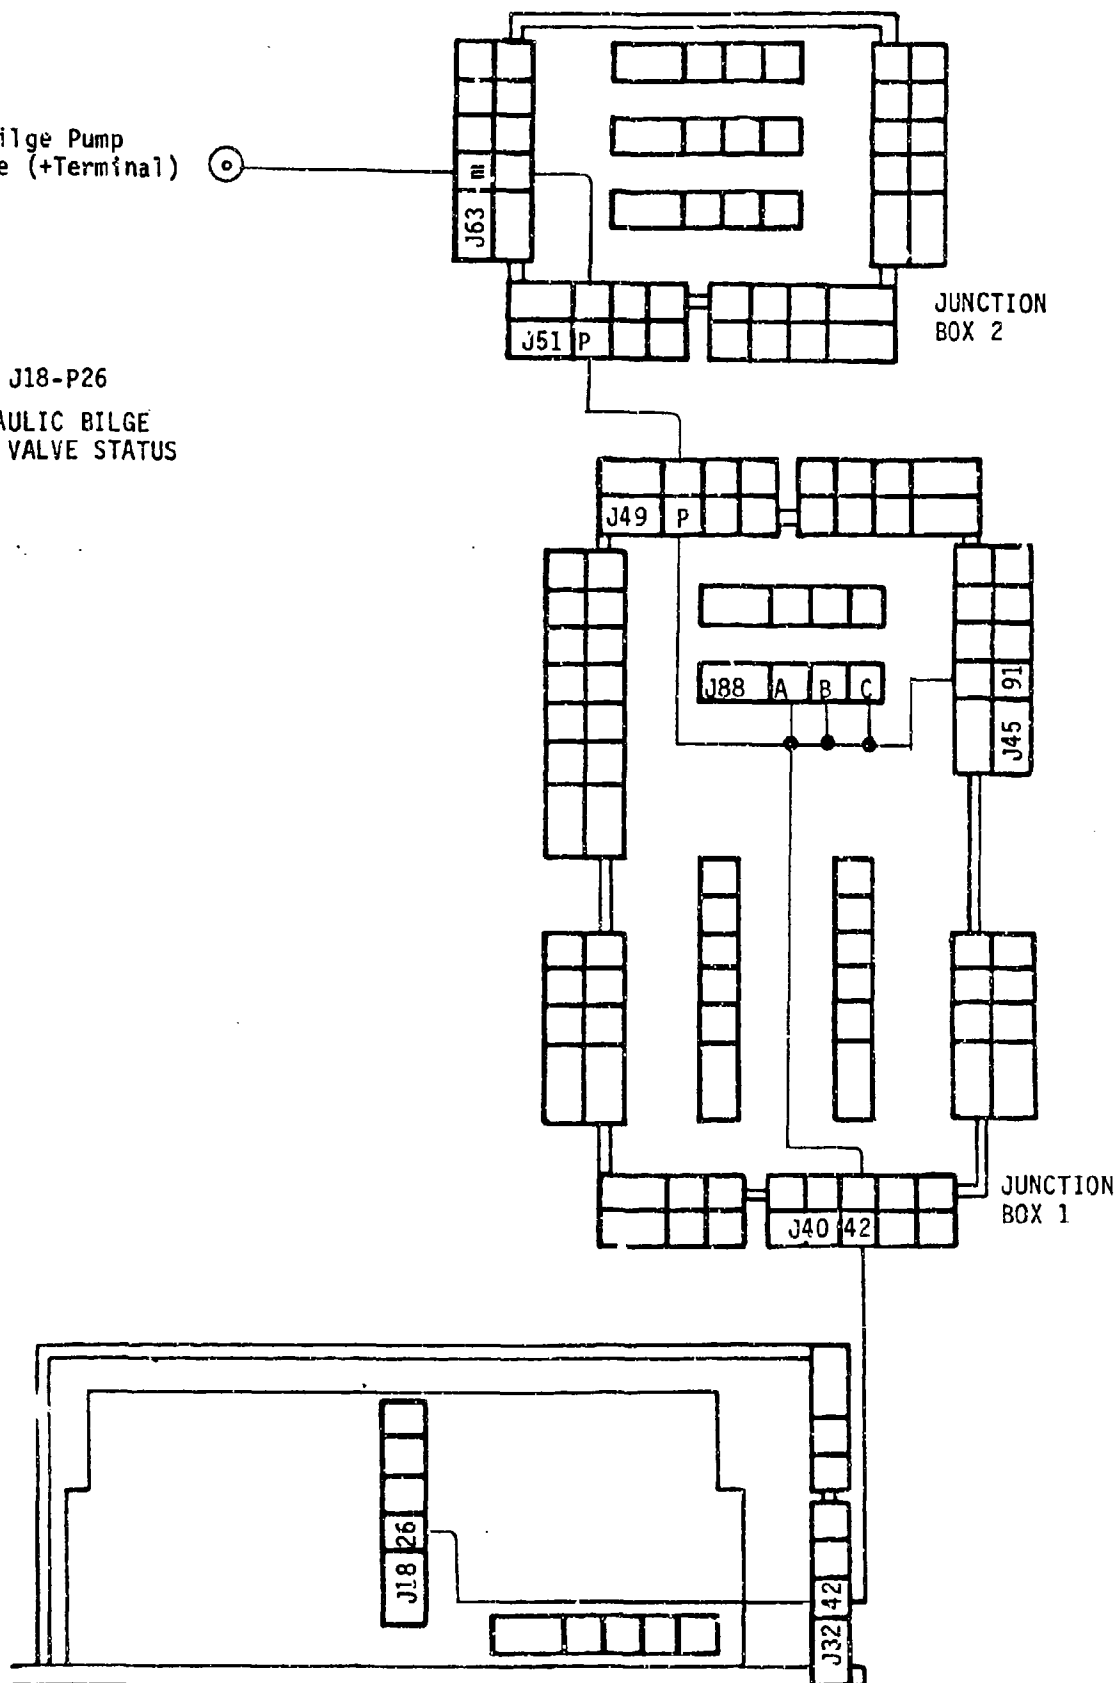 ilge Pump
e (+Terminal)
m
J63
J51 P
JUNCTION
BOX 2
J18-P26
AULIC BILGE
VALVE STATUS
J49 P
J88 A B C
91
J45
JUNCTION
BOX 1
J40 42
26
J18
42
J32